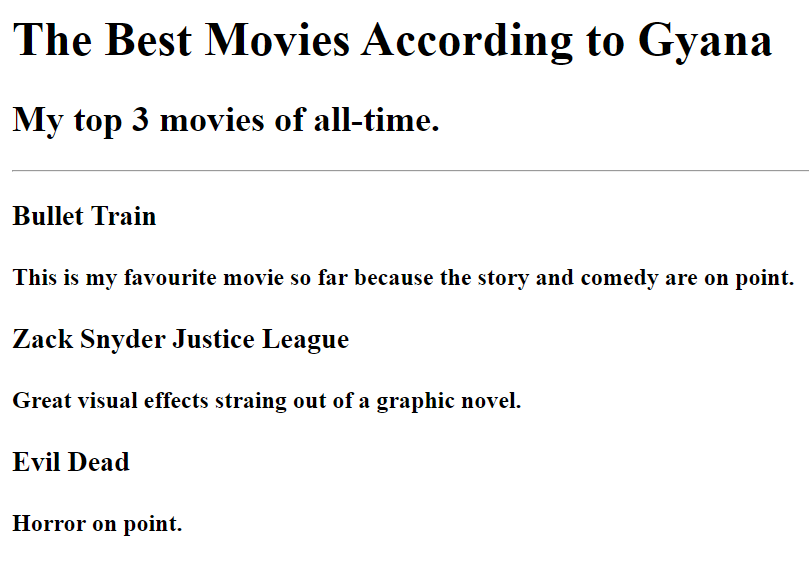 The Best Movies According to Gyana
My top 3 movies of all-time.
Bullet Train
This is my favourite movie so far because the story and comedy are on point.
Zack Snyder Justice League
Great visual effects straing out of a graphic novel.
Evil Dead
Horror on point.